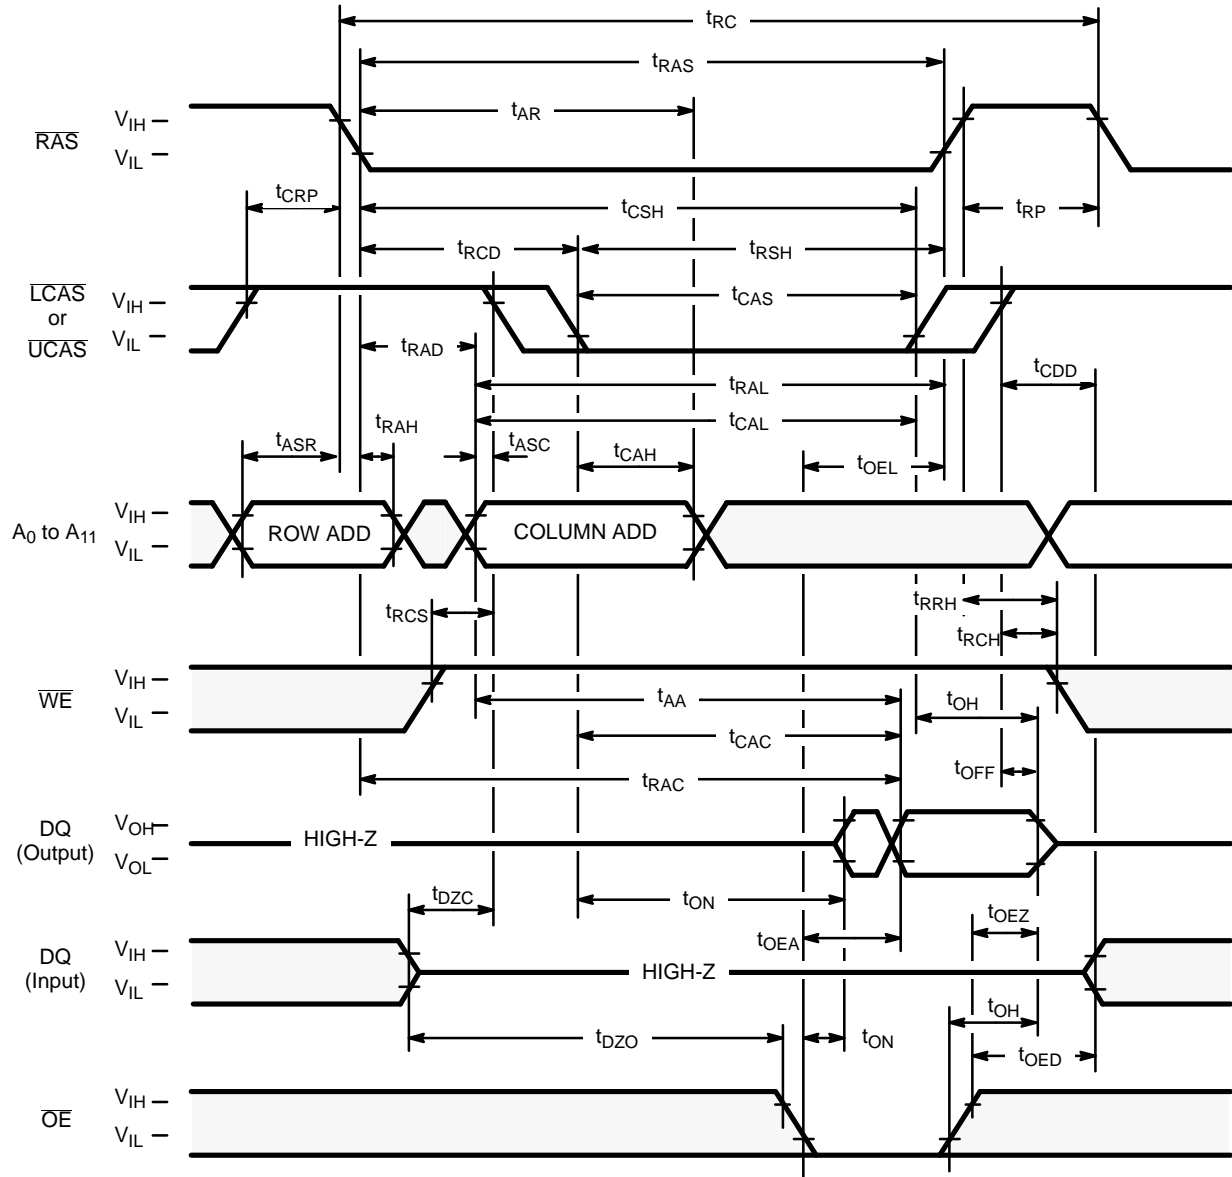 tRC
tRAS
tAR
RAS
VIH
VIL
tCRP
tCSH
tRP
tRCD
tRSH
LCAS
or
UCAS
VIH
VIL
tCAS
tRAD
tRAL
tCDD
tCAL
tASR
tRAH
tASC
tCAH
tOEL
A0 to A11
VIH
VIL
ROW ADD
COLUMN ADD
tRCS
tRRH
tRCH
WE
VIH
VIL
tAA
tOH
tCAC
tRAC
tOFF
DQ
(Output)
VOH
VOL
HIGH-Z
tDZC
tON
tOEA
tOEZ
DQ
(Input)
VIH
VIL
HIGH-Z
tOH
tDZO
tON
tOED
OE
VIH
VIL